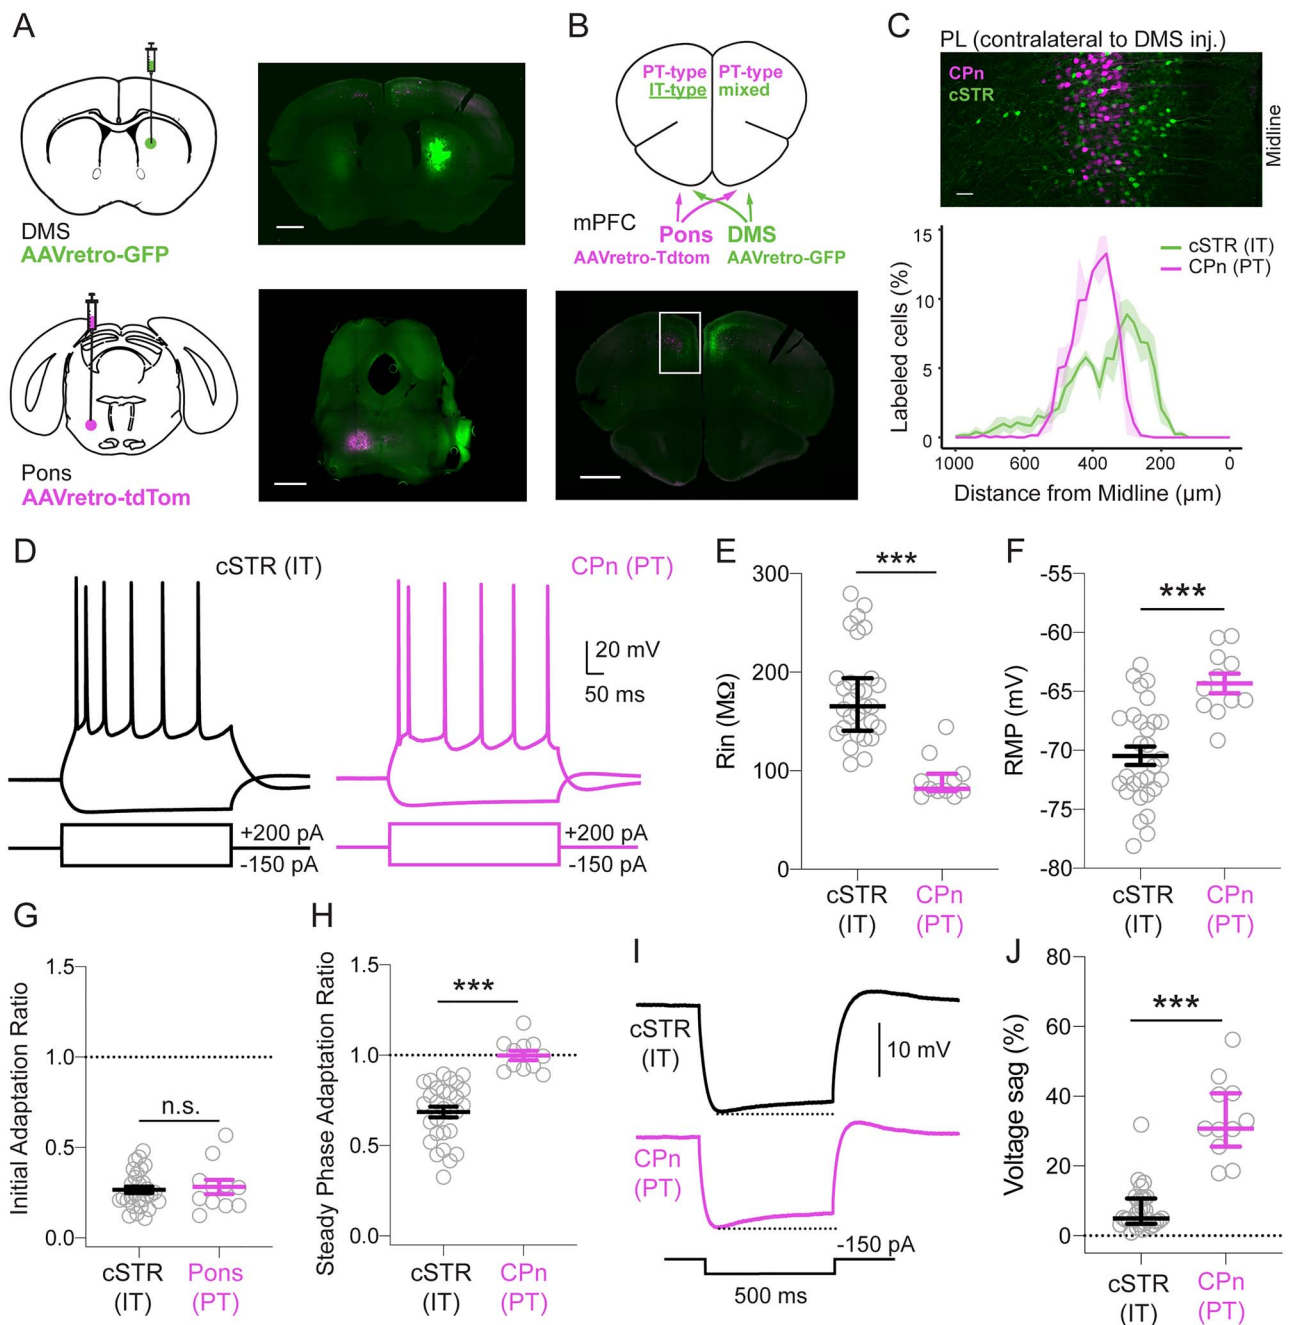 A
DMS
AAVretro-GFP
Pons
AAVretro-tdTom
B
PT-type
IT-type
PT-type
mixed
mPFC
Pons
DMS
AAVretro-Tdtom
AAVretro-GFP
C
PL (contralateral to DMS inj.)
CPn
cSTR
Midline
15
10
5
0
Labeled cells (%)
cSTR (IT)
CPn (PT)
1000
600
400
200
0
Distance from Midline (µm)
D
cSTR (IT)
CPn (PT)
20 mV
50 ms
+200 pA
-150 pA
+200 pA
-150 pA
E
300
200
100
0
Rin (MΩ)
***
cSTR
(IT)
CPn
(PT)
F
-55
-60
-65
-70
-75
-80
RMP (mV)
***
cSTR
(IT)
CPn
(PT)
G
1.5
1.0
0.5
0.0
Initial Adaptation Ratio
n.s.
cSTR
(IT)
Pons
(PT)
H
1.5
1.0
0.5
0.0
Steady Phase Adaptation Ratio
***
cSTR
(IT)
CPn
(PT)
I
cSTR
(IT)
10 mV
CPn
(PT)
-150 pA
500 ms
J
80
60
40
20
0
Voltage sag (%)
***
cSTR
(IT)
CPn
(PT)